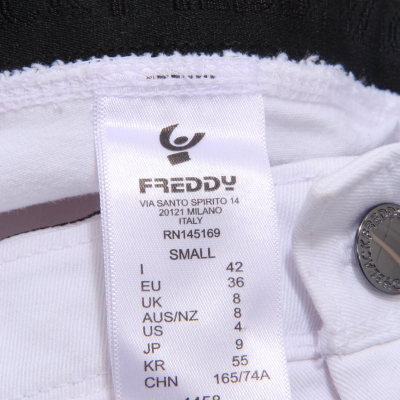 FREDDY
VIA SANTO SPIRITO 14
20121 MILANO
ITALY
RN145169
SMALL
I 42
EU 36
UK 8
AUS/NZ 8
US 4
JP 9
KR 55
CHN 165/74A